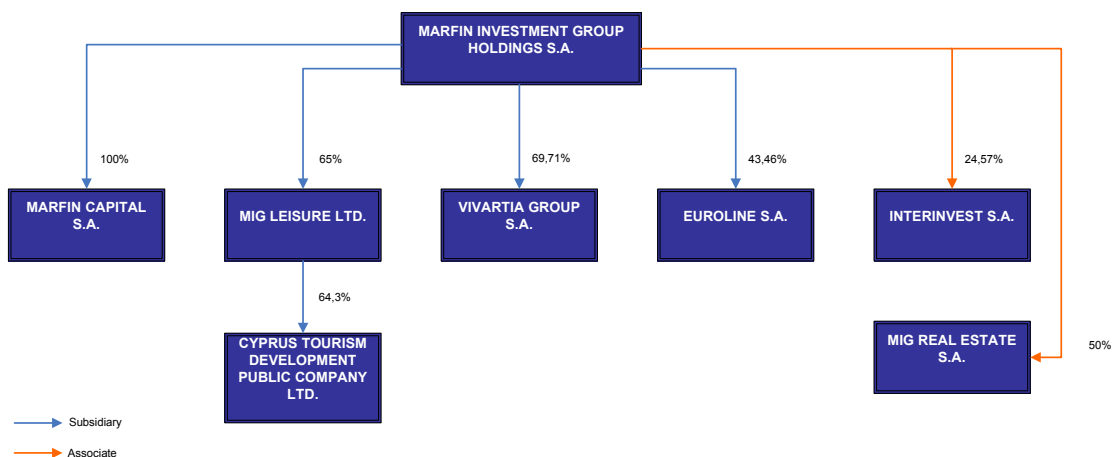 MARFIN INVESTMENT GROUP
HOLDINGS S.A.
100%
65%
69,71%
43,46%
24,57%
MARFIN CAPITAL
S.A.
MIG LEISURE LTD.
VIVARTIA GROUP
S.A.
EUROLINE S.A.
INTERINVEST S.A.
64,3%
CYPRUS TOURISM
DEVELOPMENT
PUBLIC COMPANY
LTD.
MIG REAL ESTATE
S.A.
50%
Subsidiary
Associate